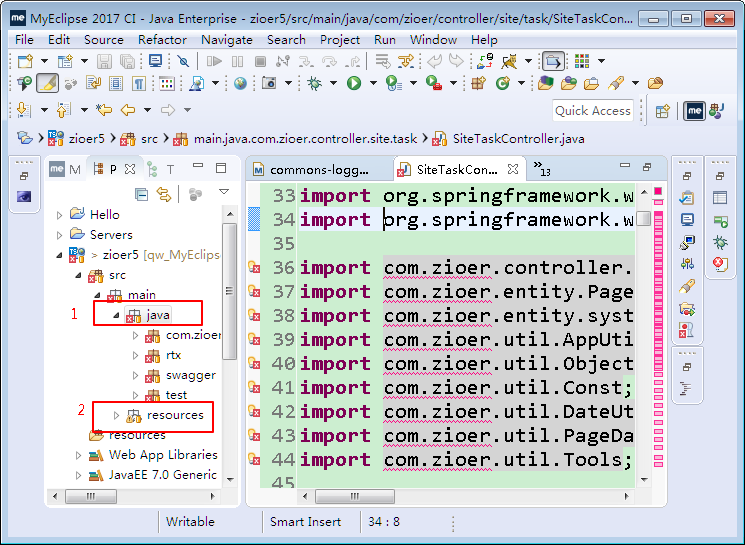 MyEclipse 2017 CI - Java Enterprise - zioer5/src/main/java/com/zioer/controller/site/task/SiteTaskCon...
File Edit Source Refactor Navigate Search Project Run Window Help
Quick Access
me
zioer5 src main.java.com.zioer.controller.site.task SiteTaskController.java
me M P T
commons-logg... SiteTaskCon... »13
Hello
Servers
> zioer5 [qw_MyEclips
src
main
1 java
com.zioer
rtx
swagger
test
2 resources
resources
Web App Libraries
JavaEE 7.0 Generic
33 import org.springframework.w
34 import org.springframework.w
35
36 import com.zioer.controller.
37 import com.zioer.entity.Page
38 import com.zioer.entity.syst
39 import com.zioer.util.AppUti
40 import com.zioer.util.Object
41 import com.zioer.util.Const;
42 import com.zioer.util.DateUt
43 import com.zioer.util.PageDa
44 import com.zioer.util.Tools;
45
Writable Smart Insert 34 : 8